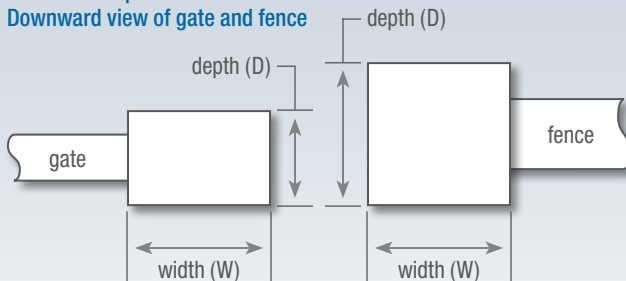 Downward view of gate and fence
depth (D)
depth (D)
gate
fence
width (W)
width (W)